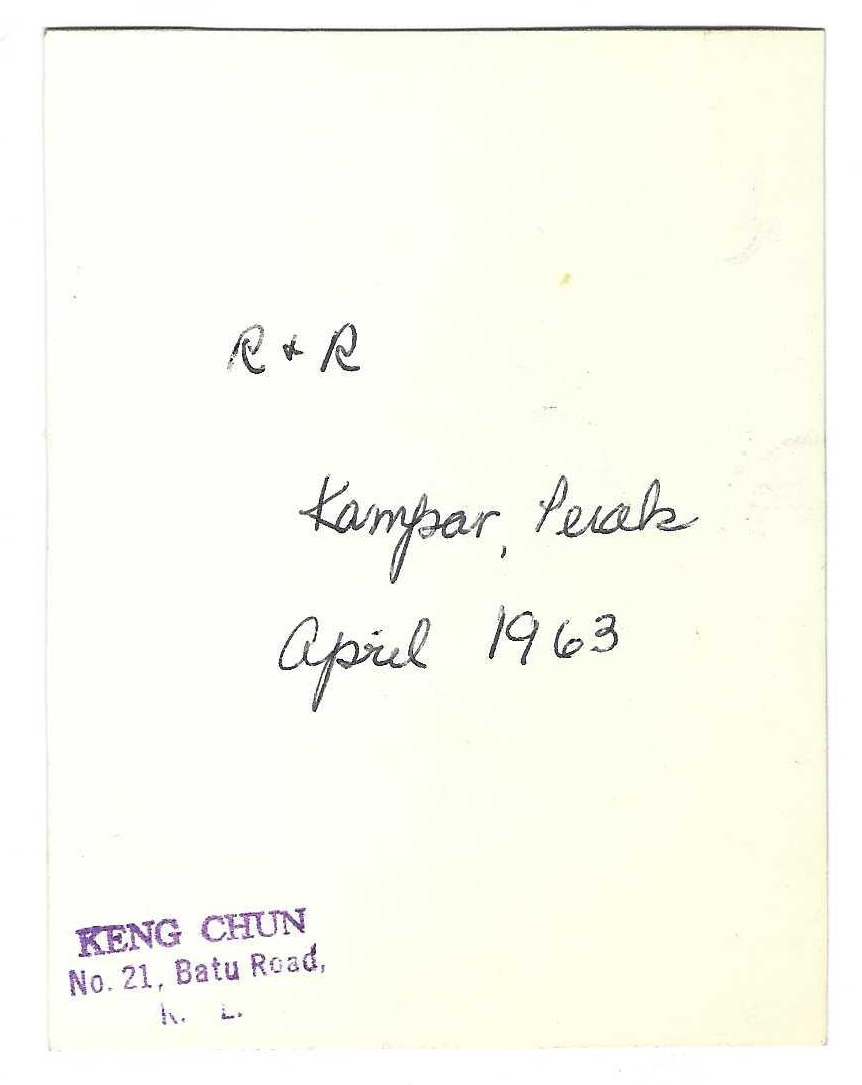 R + R
Kampar, Perak
April 1963
KENG CHUN
No. 21, Batu Road,
K. L.